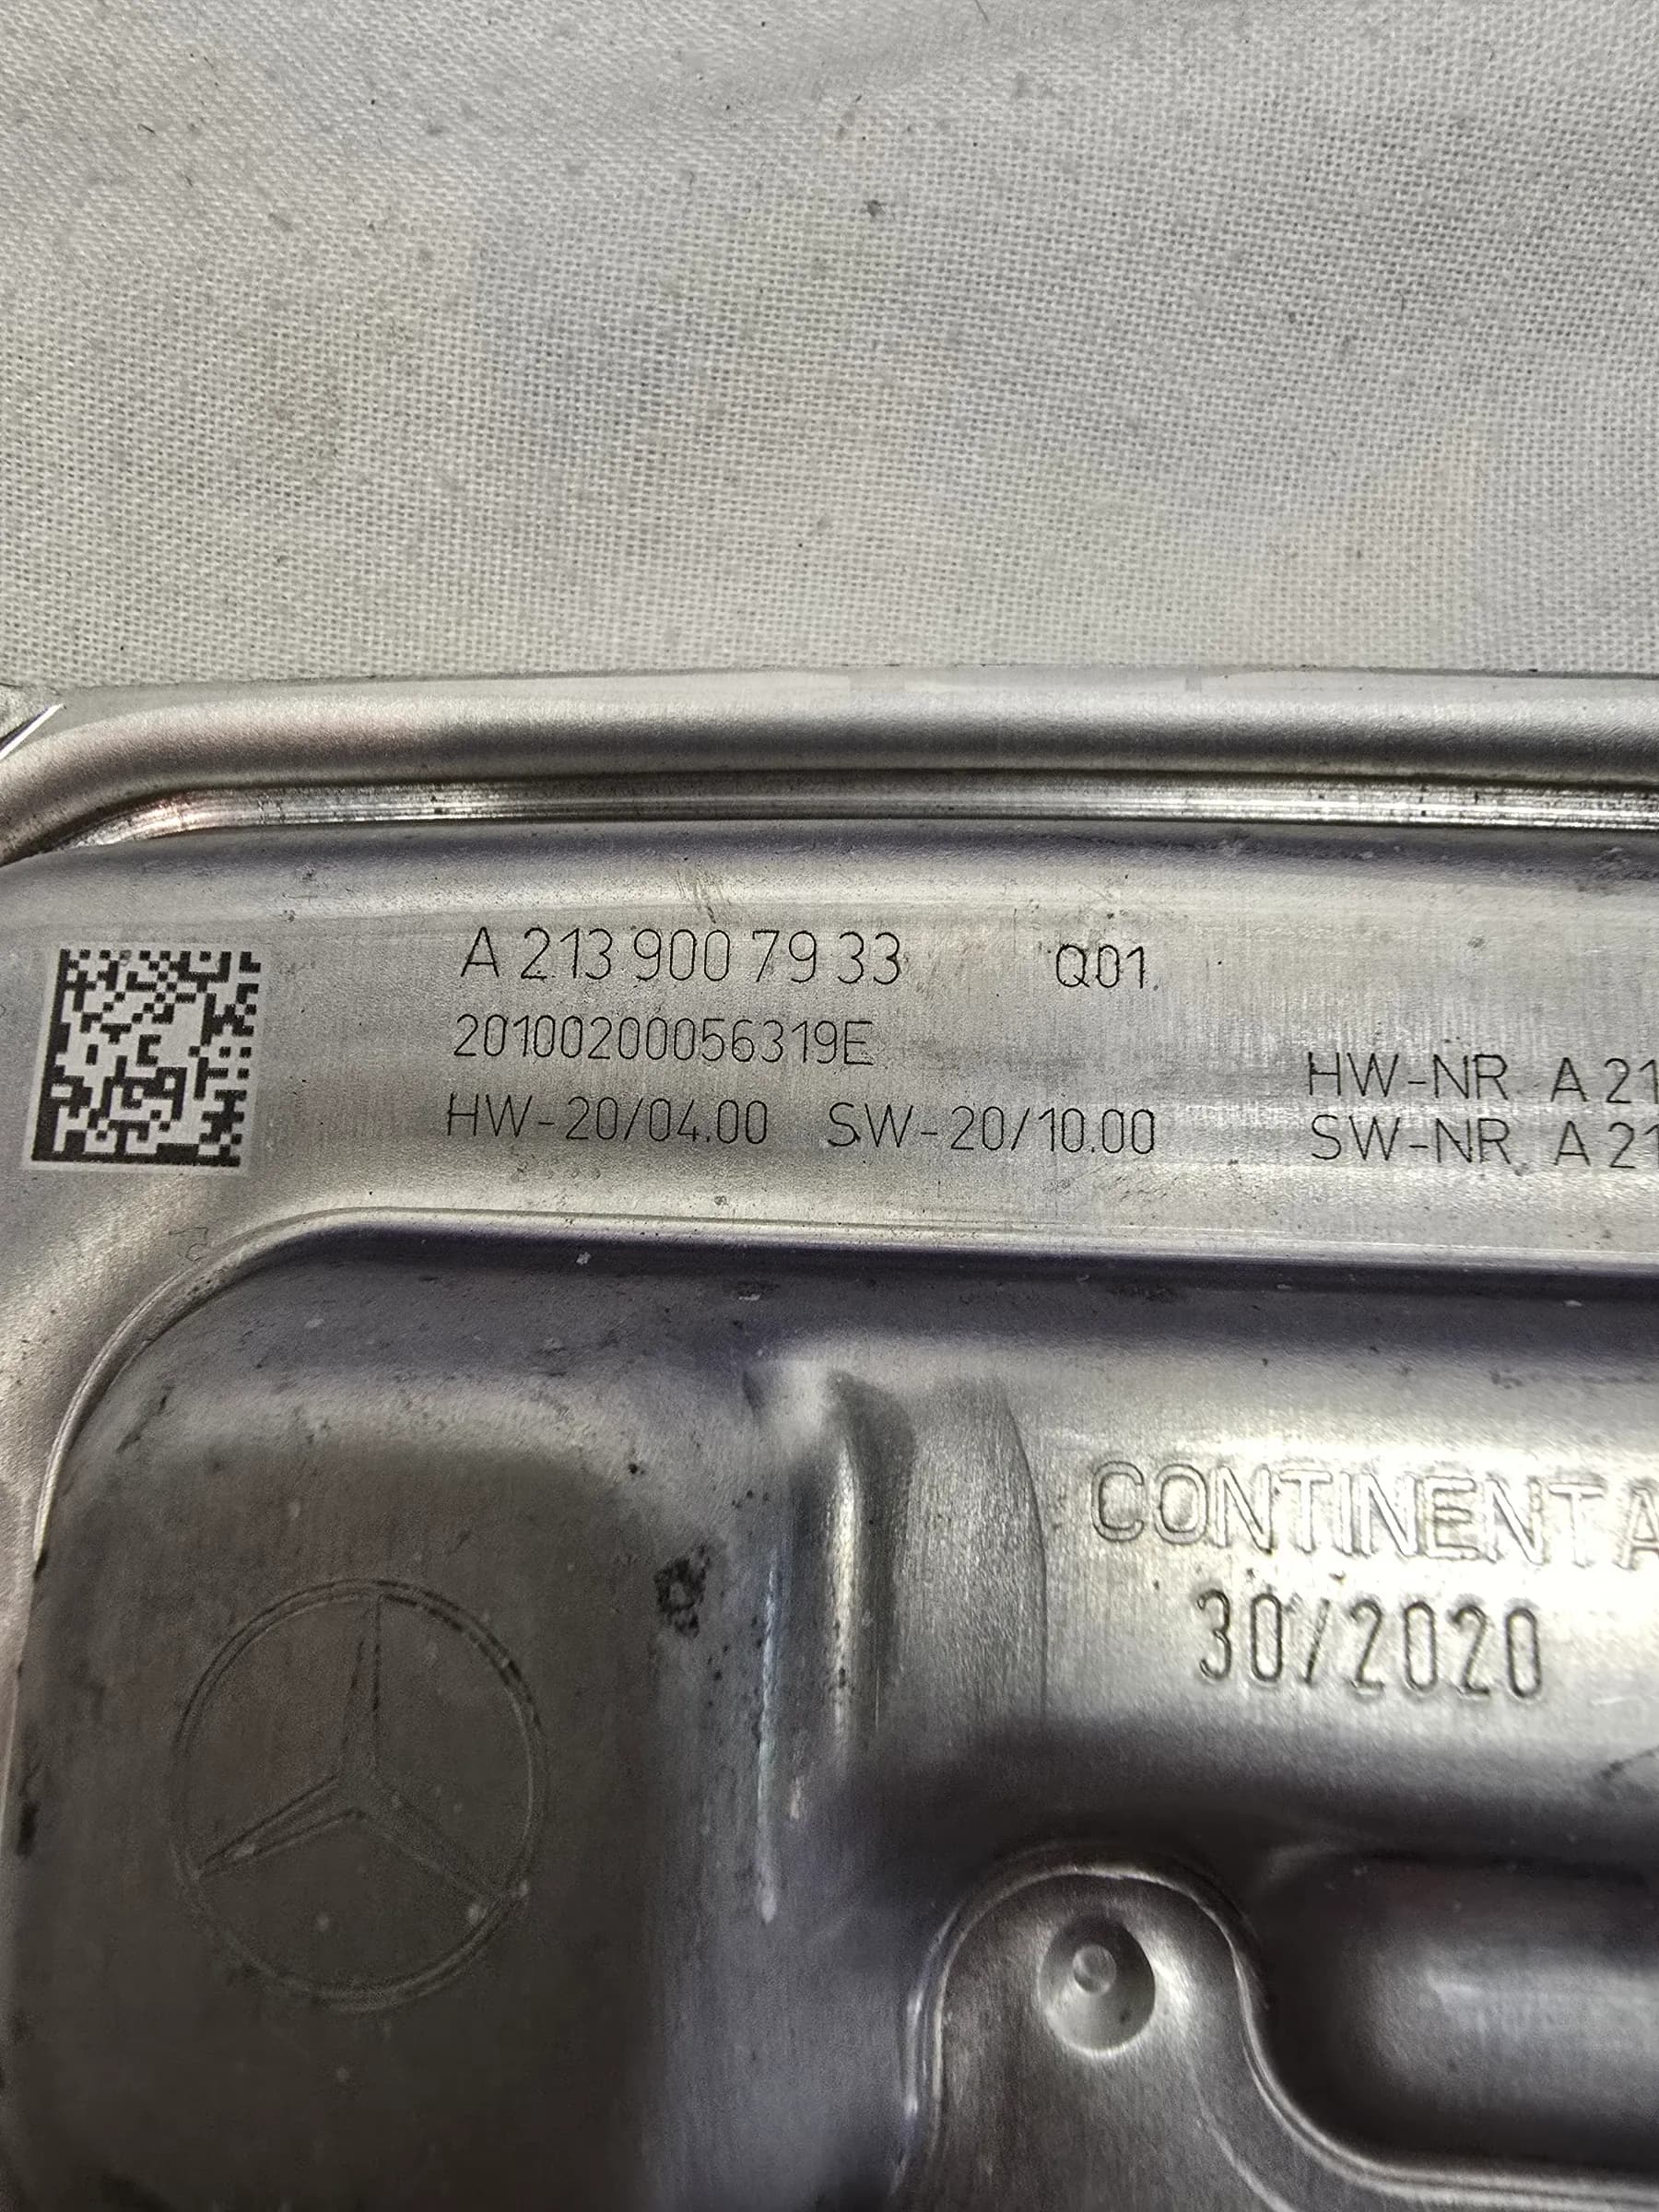 A 213 900 79 33 Q01
20100200056319E
HW-20/04.00 SW-20/10.00
HW-NR A 21
SW-NR A 21
CONTINENTA
30/2020